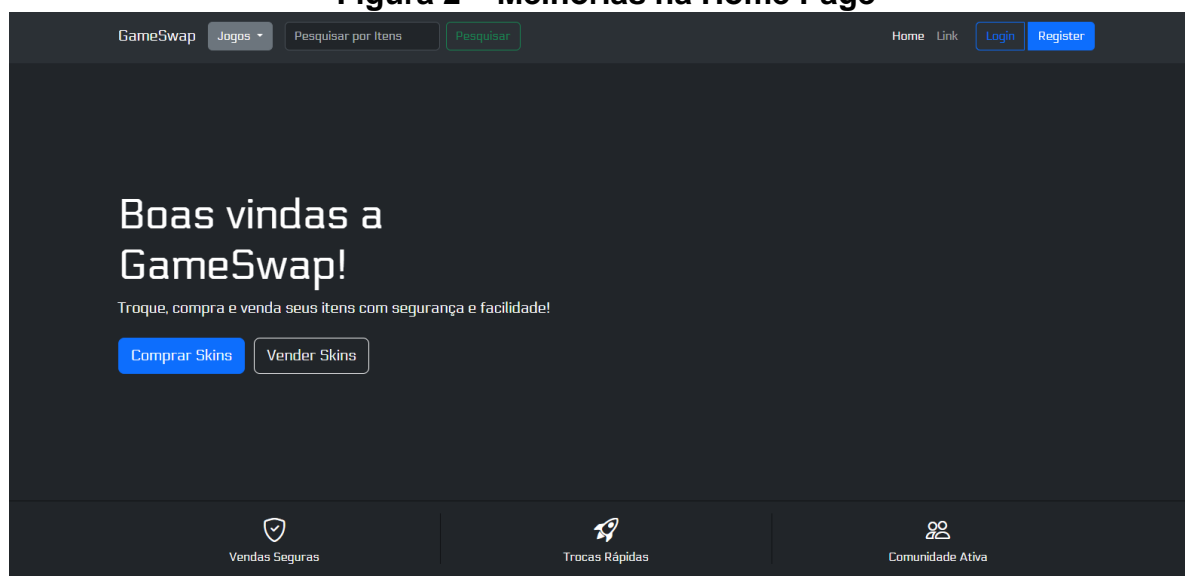 Figura 2 – Melhorias na Home Page
GameSwap Jogos Pesquisar por Itens Pesquisar Home Link Login Register
Boas vindas a
GameSwap!
Troque, compra e venda seus itens com segurança e facilidade!
Comprar Skins Vender Skins
Vendas Seguras Trocas Rápidas Comunidade Ativa